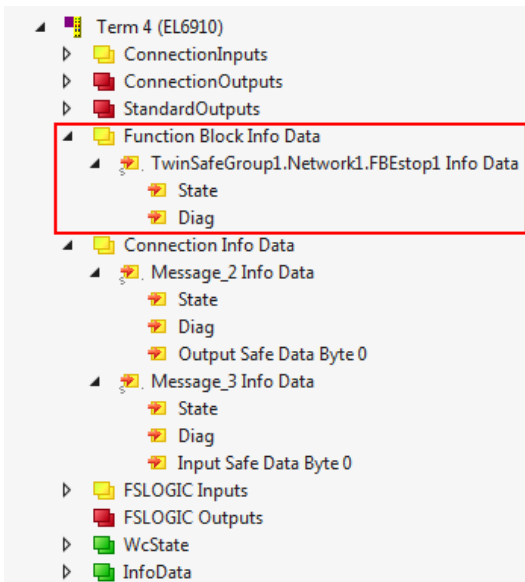 Term 4 (EL6910)
ConnectionInputs
ConnectionOutputs
StandardOutputs
Function Block Info Data
TwinSafeGroup1.Network1.FBEstop1 Info Data
State
Diag
Connection Info Data
Message_2 Info Data
State
Diag
Output Safe Data Byte 0
Message_3 Info Data
State
Diag
Input Safe Data Byte 0
FSLOGIC Inputs
FSLOGIC Outputs
WcState
InfoData